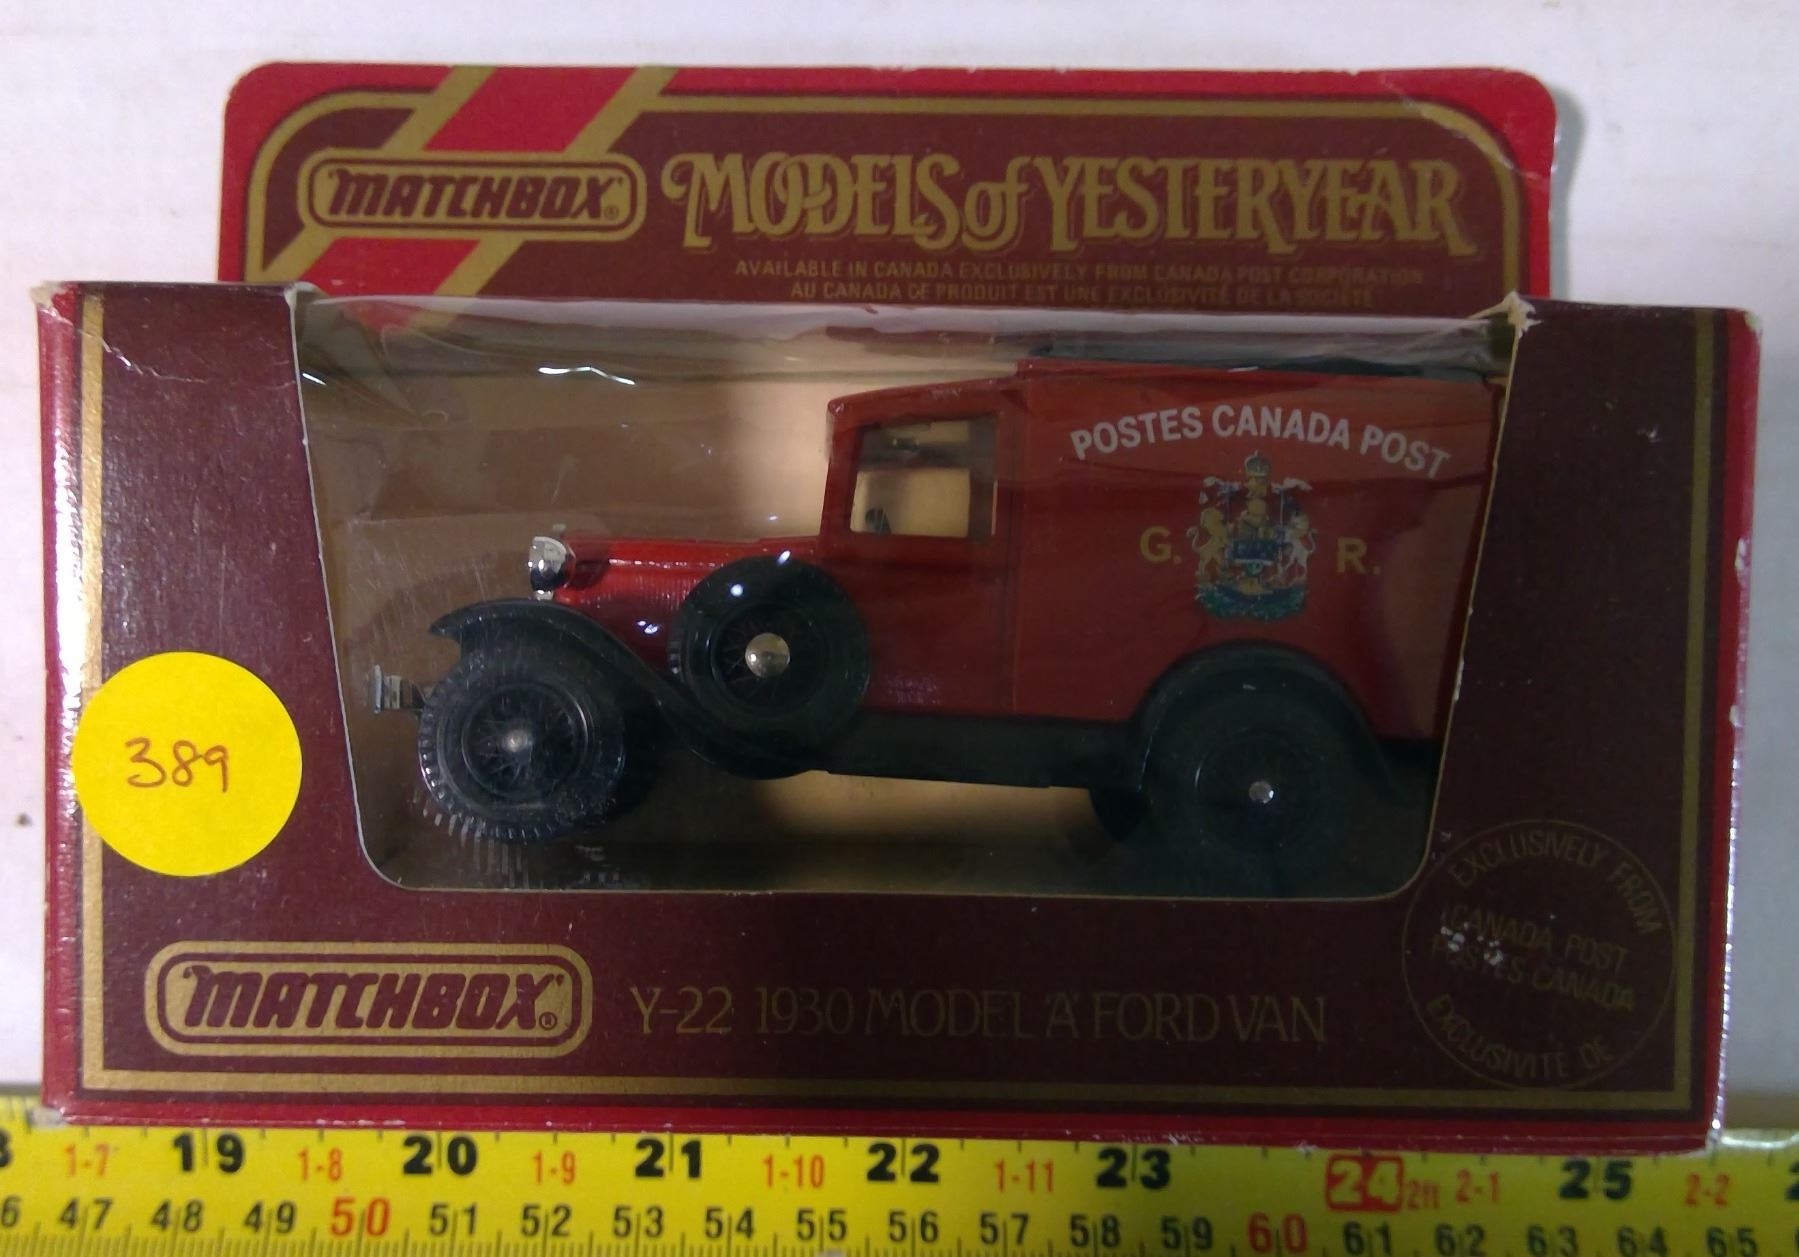 MATCHBOX®
MODELS of YESTERYEAR
AVAILABLE IN CANADA EXCLUSIVELY FROM CANADA POST CORPORATION
AU CANADA CE PRODUIT EST UNE EXCLUSIVITÉ DE LA SOCIÉTÉ
POSTES CANADA POST
G. R.
389
EXCLUSIVELY FROM
CANADA POST
POSTES CANADA
EXCLUSIVITÉ DE
MATCHBOX®
Y-22 1930 MODEL 'A' FORD VAN
1-7 19 1-8 20 1-9 21 1-10 22 1-11 23 24 2ft 2-1 25 2-2
6 47 48 49 50 51 52 53 54 55 56 57 58 59 60 61 62 63 64 65